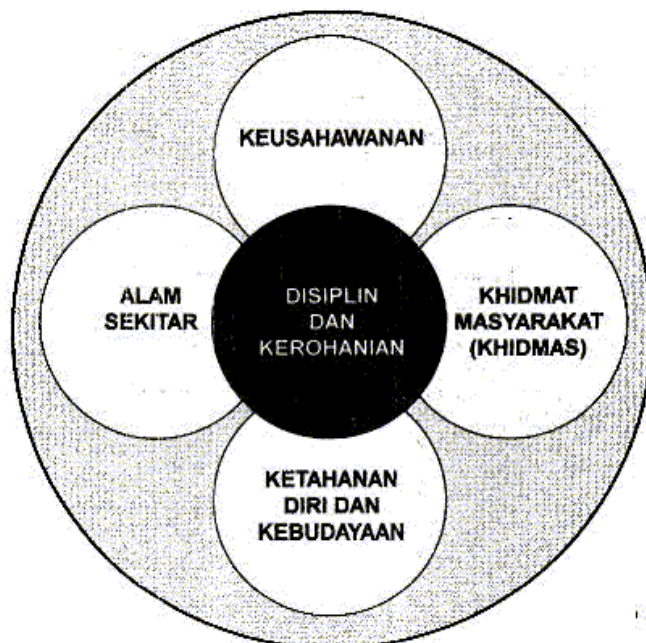 KEUSAHAWANAN
ALAM
SEKITAR
DISIPLIN
DAN
KEROHANIAN
KHIDMAT
MASYARAKAT
(KHIDMAS)
KETAHANAN
DIRI DAN
KEBUDAYAAN